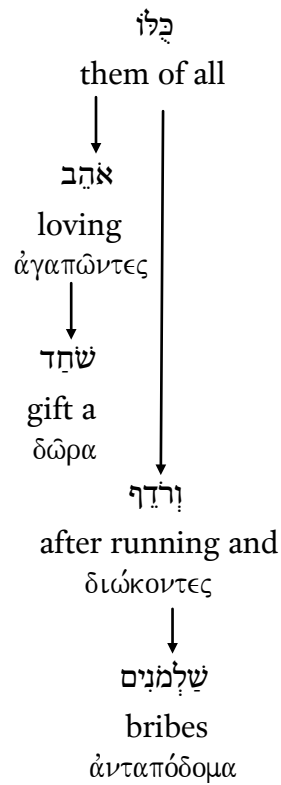 כֻּלּוֹ
them of all
אֹהֵב
loving
ἀγαπῶντες
שֹׁחַד
gift a
δῶρα
וְרֹדֵף
after running and
διώκοντες
שַׁלְמֹנִים
bribes
ἀνταπόδομα